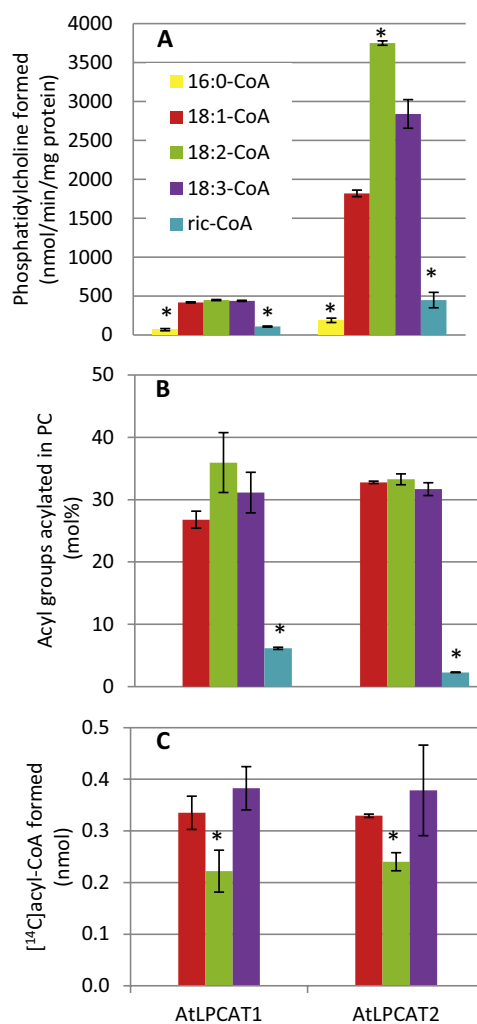 A
Phosphatidylcholine formed
(nmol/min/mg protein)
4000
3500
3000
2500
2000
1500
1000
500
0
16:0-CoA
18:1-CoA
18:2-CoA
18:3-CoA
ric-CoA
*
*
*
*
*
B
Acyl groups acylated in PC
(mol%)
50
40
30
20
10
0
*
*
C
[¹⁴C]acyl-CoA formed
(nmol)
0.5
0.4
0.3
0.2
0.1
0.0
*
*
AtLPCAT1
AtLPCAT2